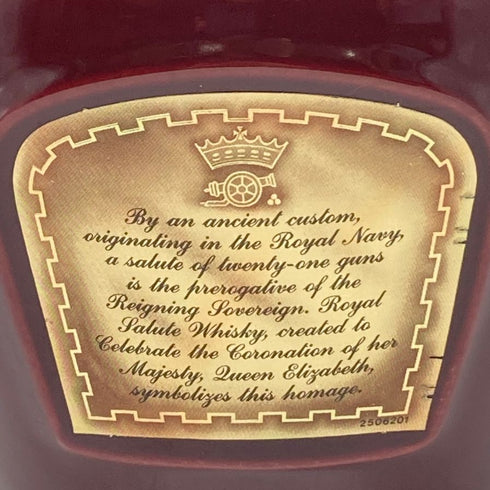 By an ancient custom,
originating in the Royal Navy,
a salute of twenty-one guns
is the prerogative of the
Reigning Sovereign. Royal
Salute Whisky, created to
Celebrate the Coronation of her
Majesty, Queen Elizabeth,
symbolizes this homage.
2506201